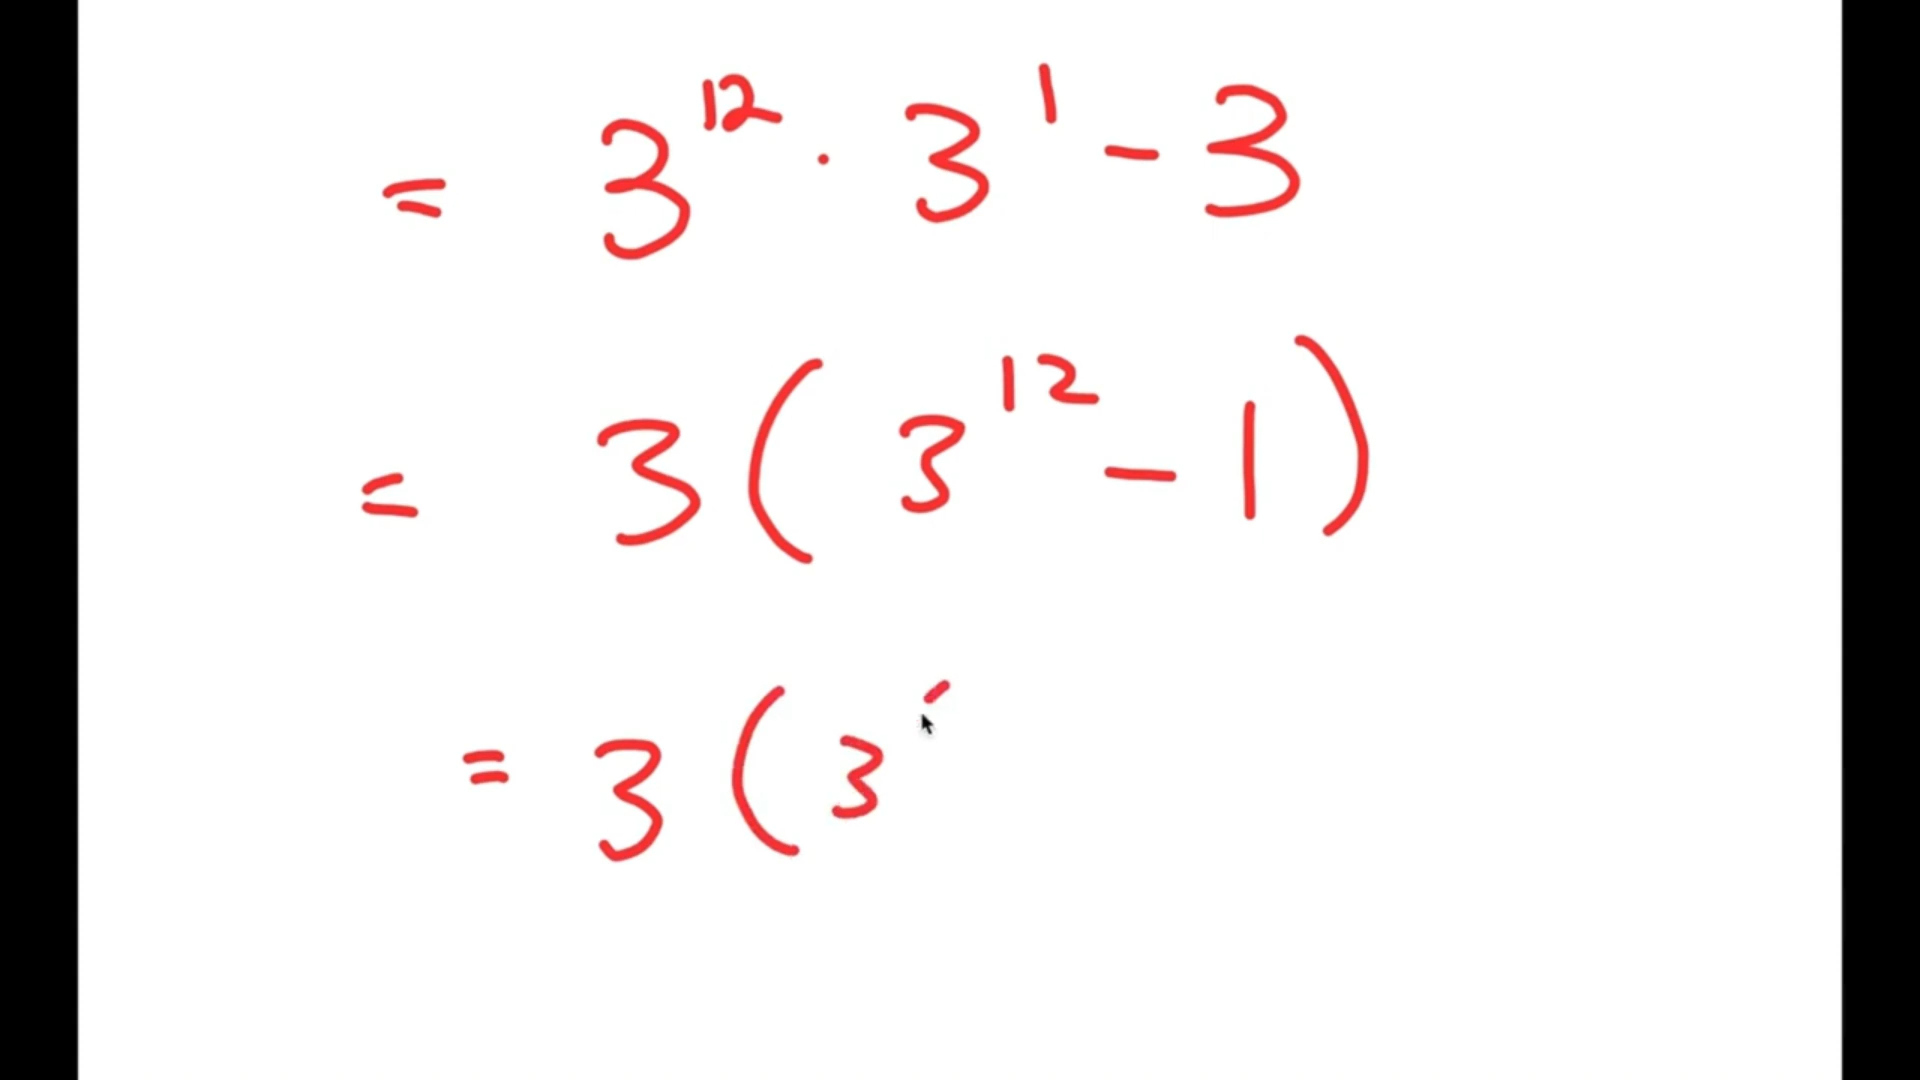 = 3¹² · 3¹ - 3
= 3 ( 3¹² - 1 )
= 3 ( 3